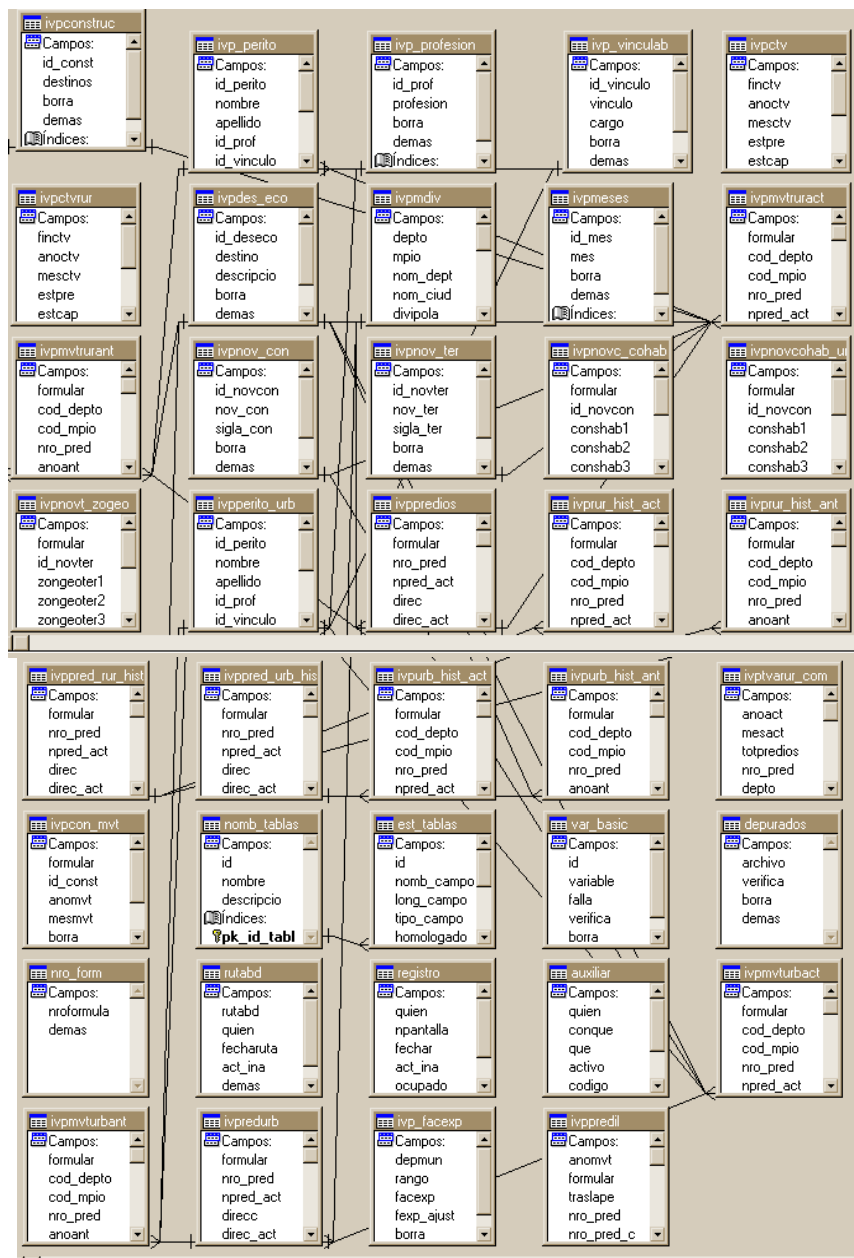 ivpconstruc
Campos:
id_const
destinos
borra
demas
Índices:
ivp_perito
Campos:
id_perito
nombre
apellido
id_prof
id_vinculo
ivp_profesion
Campos:
id_prof
profesion
borra
demas
Índices:
ivp_vinculab
Campos:
id_vinculo
vinculo
cargo
borra
demas
ivpctv
Campos:
finctv
anoctv
mesctv
estpre
estcap
ivpctvrur
Campos:
finctv
anoctv
mesctv
estpre
estcap
ivpdes_eco
Campos:
id_deseco
destino
descripcio
borra
demas
ivpmdiv
Campos:
depto
mpio
nom_dept
nom_ciud
divipola
ivpmeses
Campos:
id_mes
mes
borra
demas
Índices:
ivpmvtruract
Campos:
formular
cod_depto
cod_mpio
nro_pred
npred_act
ivpmvtrurant
Campos:
formular
cod_depto
cod_mpio
nro_pred
anoant
ivpnov_con
Campos:
id_novcon
nov_con
sigla_con
borra
demas
ivpnov_ter
Campos:
id_novter
nov_ter
sigla_ter
borra
demas
ivpnovc_cohab
Campos:
formular
id_novcon
conshab1
conshab2
conshab3
ivpnovcohab_u
Campos:
formular
id_novcon
conshab1
conshab2
conshab3
ivpnovt_zogeo
Campos:
formular
id_novter
zongeoter1
zongeoter2
zongeoter3
ivpperito_urb
Campos:
id_perito
nombre
apellido
id_prof
id_vinculo
ivppredios
Campos:
formular
nro_pred
npred_act
direc
direc_act
ivprur_hist_act
Campos:
formular
cod_depto
cod_mpio
nro_pred
npred_act
ivprur_hist_ant
Campos:
formular
cod_depto
cod_mpio
nro_pred
anoant
ivppred_rur_hist
Campos:
formular
nro_pred
npred_act
direc
direc_act
ivppred_urb_his
Campos:
formular
nro_pred
npred_act
direc
direc_act
ivpurb_hist_act
Campos:
formular
cod_depto
cod_mpio
nro_pred
npred_act
ivpurb_hist_ant
Campos:
formular
cod_depto
cod_mpio
nro_pred
anoant
ivptvarur_com
Campos:
anoact
mesact
totpredios
nro_pred
depto
ivpcon_mvt
Campos:
formular
id_const
anomvt
mesmvt
borra
nomb_tablas
Campos:
id
nombre
descripcio
Índices:
pk_id_tabl
est_tablas
Campos:
id
nomb_campo
long_campo
tipo_campo
homologado
var_basic
Campos:
id
variable
falla
verifica
borra
depurados
Campos:
archivo
verifica
borra
demas
nro_form
Campos:
nroformula
demas
rutabd
Campos:
rutabd
quien
fecharuta
act_ina
demas
registro
Campos:
quien
npantalla
fechar
act_ina
ocupado
auxiliar
Campos:
quien
conque
que
activo
codigo
ivpmvturbact
Campos:
formular
cod_depto
cod_mpio
nro_pred
npred_act
ivpmvturbant
Campos:
formular
cod_depto
cod_mpio
nro_pred
anoant
ivpredurb
Campos:
formular
nro_pred
npred_act
direcc
direc_act
ivp_facexp
Campos:
depmun
rango
facexp
fexp_ajust
borra
ivppredil
Campos:
anomvt
formular
traslape
nro_pred
nro_pred_c